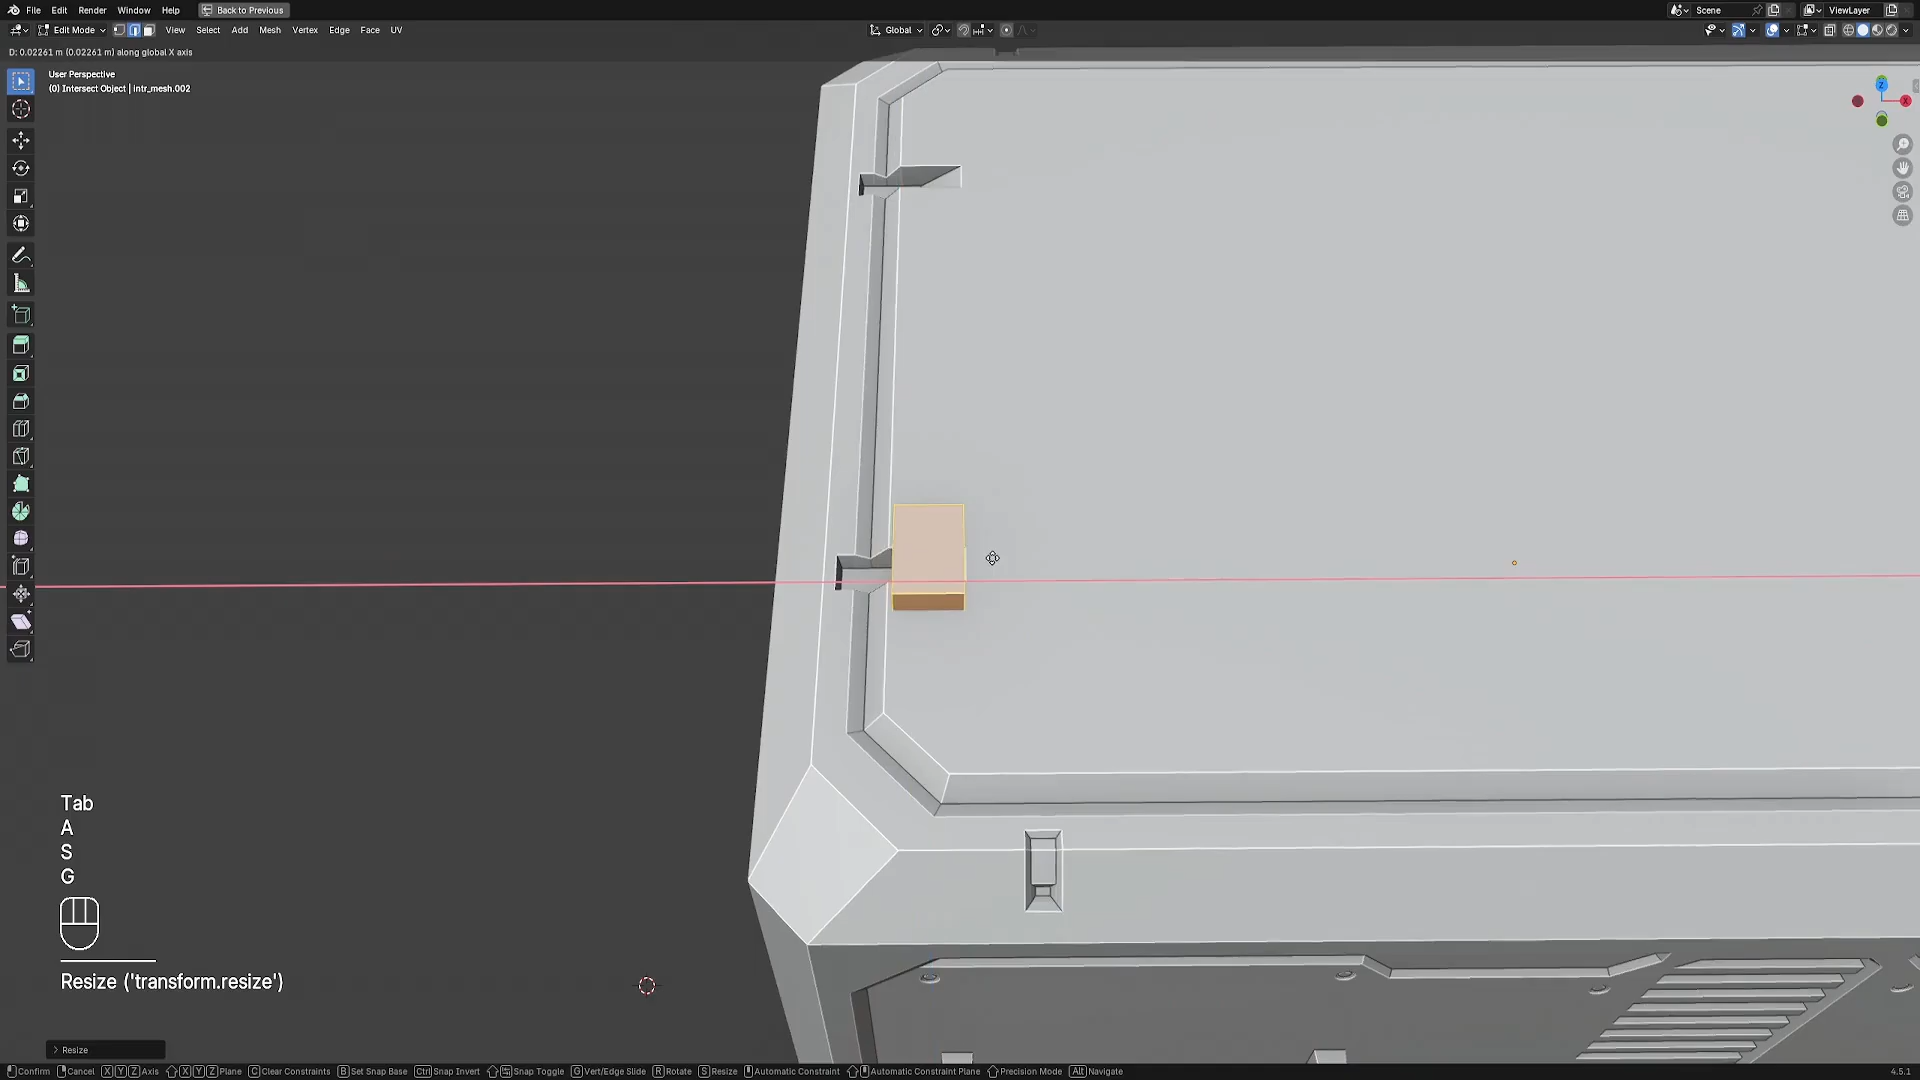 File Edit Render Window Help Back to Previous Scene ViewLayer
Edit Mode View Select Add Mesh Vertex Edge Face UV Global
D: 0.02261 m (0.02261 m) along global X axis
User Perspective
(0) Intersect Object | Intr_mesh.002
Z
X
Tab
A
S
G
Resize ('transform.resize')
> Resize
Confirm Cancel X Y Z Axis X Y Z Plane C Clear Constraints B Set Snap Base Ctrl Snap Invert Snap Toggle G Vert/Edge Slide R Rotate S Resize Automatic Constraint Automatic Constraint Plane Precision Mode Alt Navigate 4.5.1